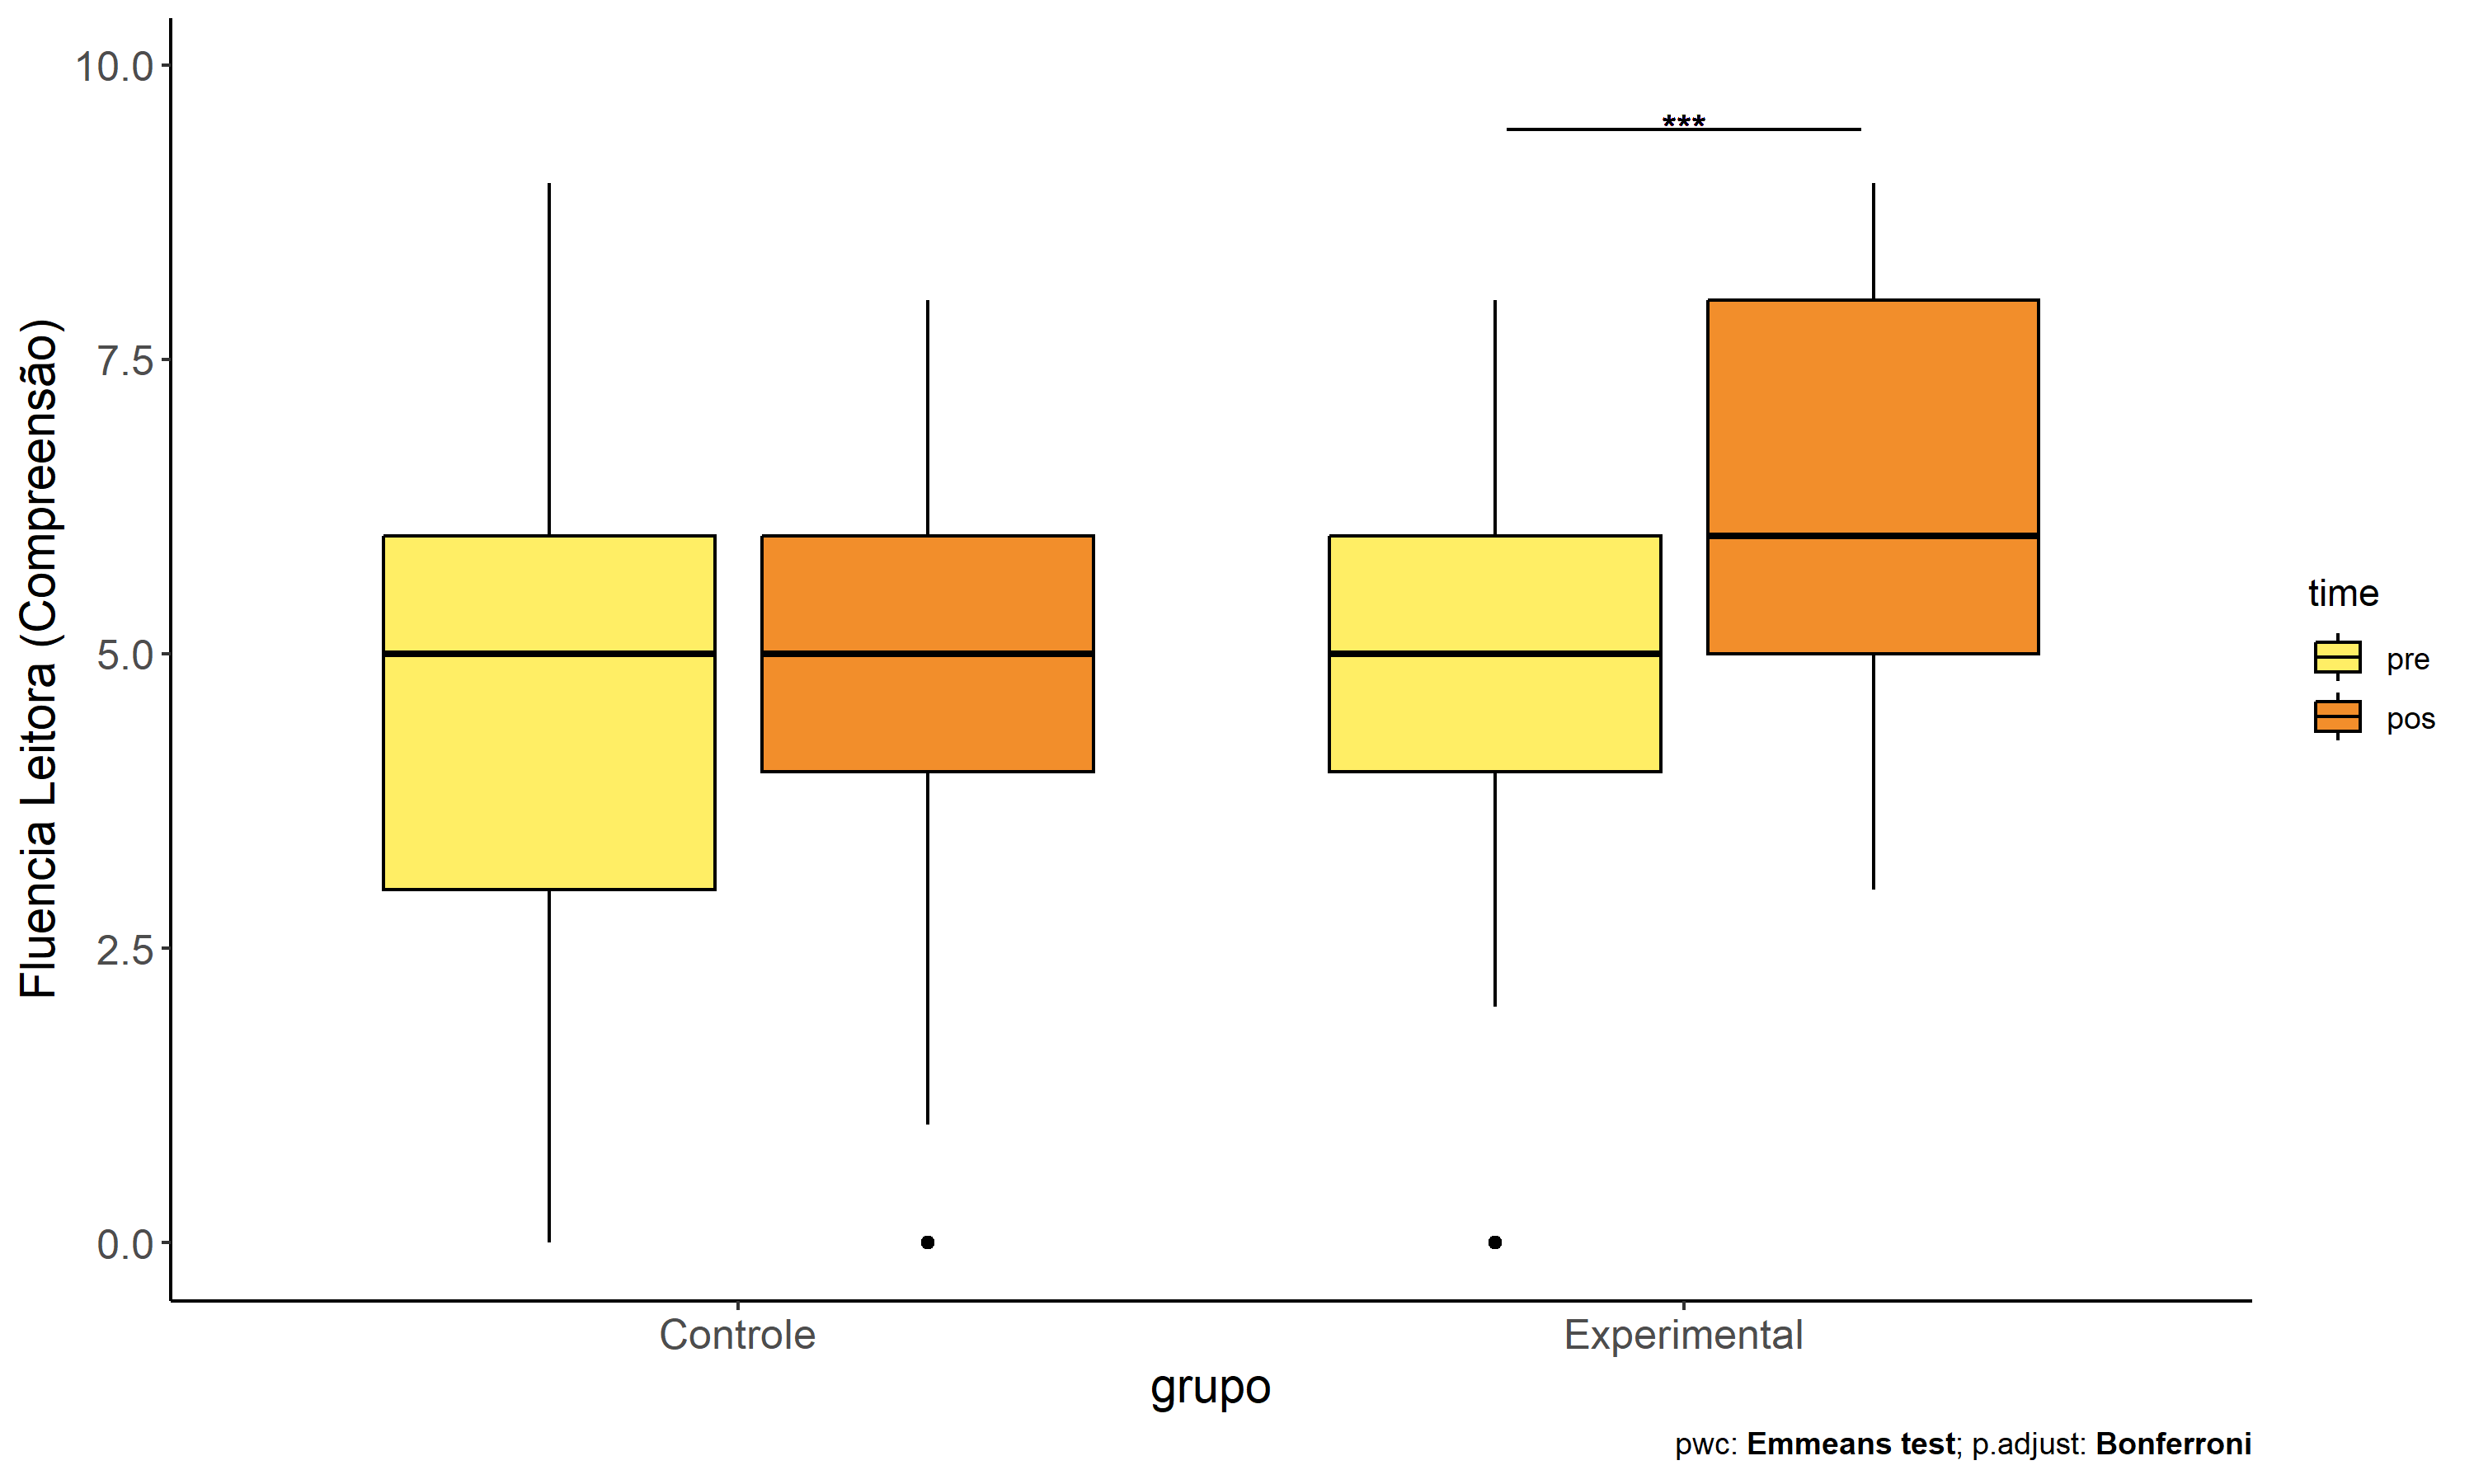 Fluencia Leitora (Compreensão)
10.0
7.5
5.0
2.5
0.0
***
Controle
Experimental
grupo
time
pre
pos
pwc: Emmeans test; p.adjust: Bonferroni